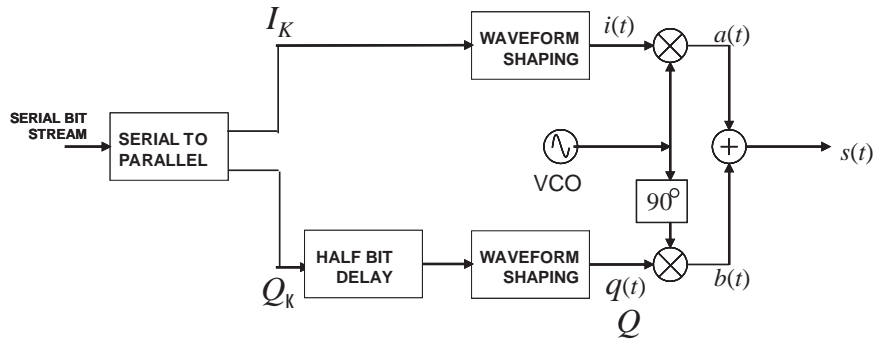 I_K
WAVEFORM
SHAPING
i(t)
a(t)
SERIAL BIT
STREAM
SERIAL TO
PARALLEL
VCO
+
s(t)
90°
Q_K
HALF BIT
DELAY
WAVEFORM
SHAPING
q(t)
Q
b(t)